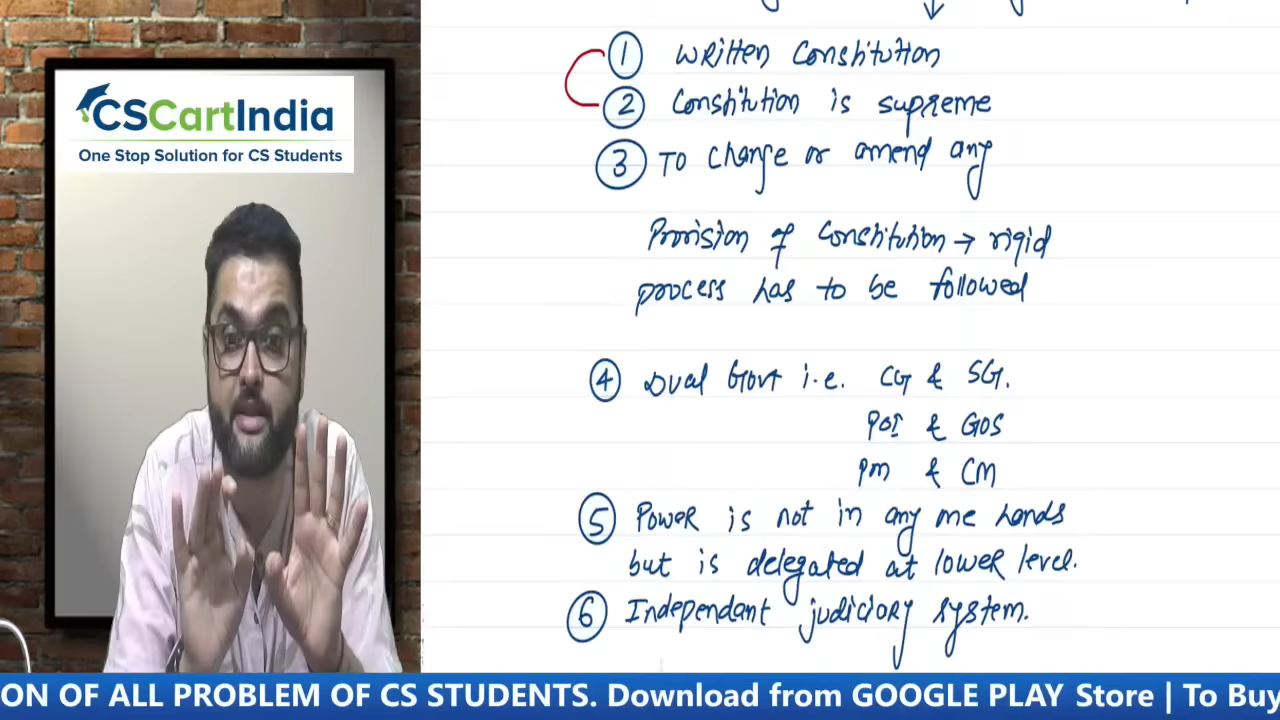 CSCartIndia
One Stop Solution for CS Students
1 Written Constitution
2 Constitution is supreme
3 To change or amend any
Provision of Constitution → rigid
process has to be followed
4 Dual Govt i.e. CG & SG.
POI & GOS
PM & CM
5 Power is not in any one hands
but is delegated at lower level.
6 Independant judiciory system.
ON OF ALL PROBLEM OF CS STUDENTS. Download from GOOGLE PLAY Store | To Buy